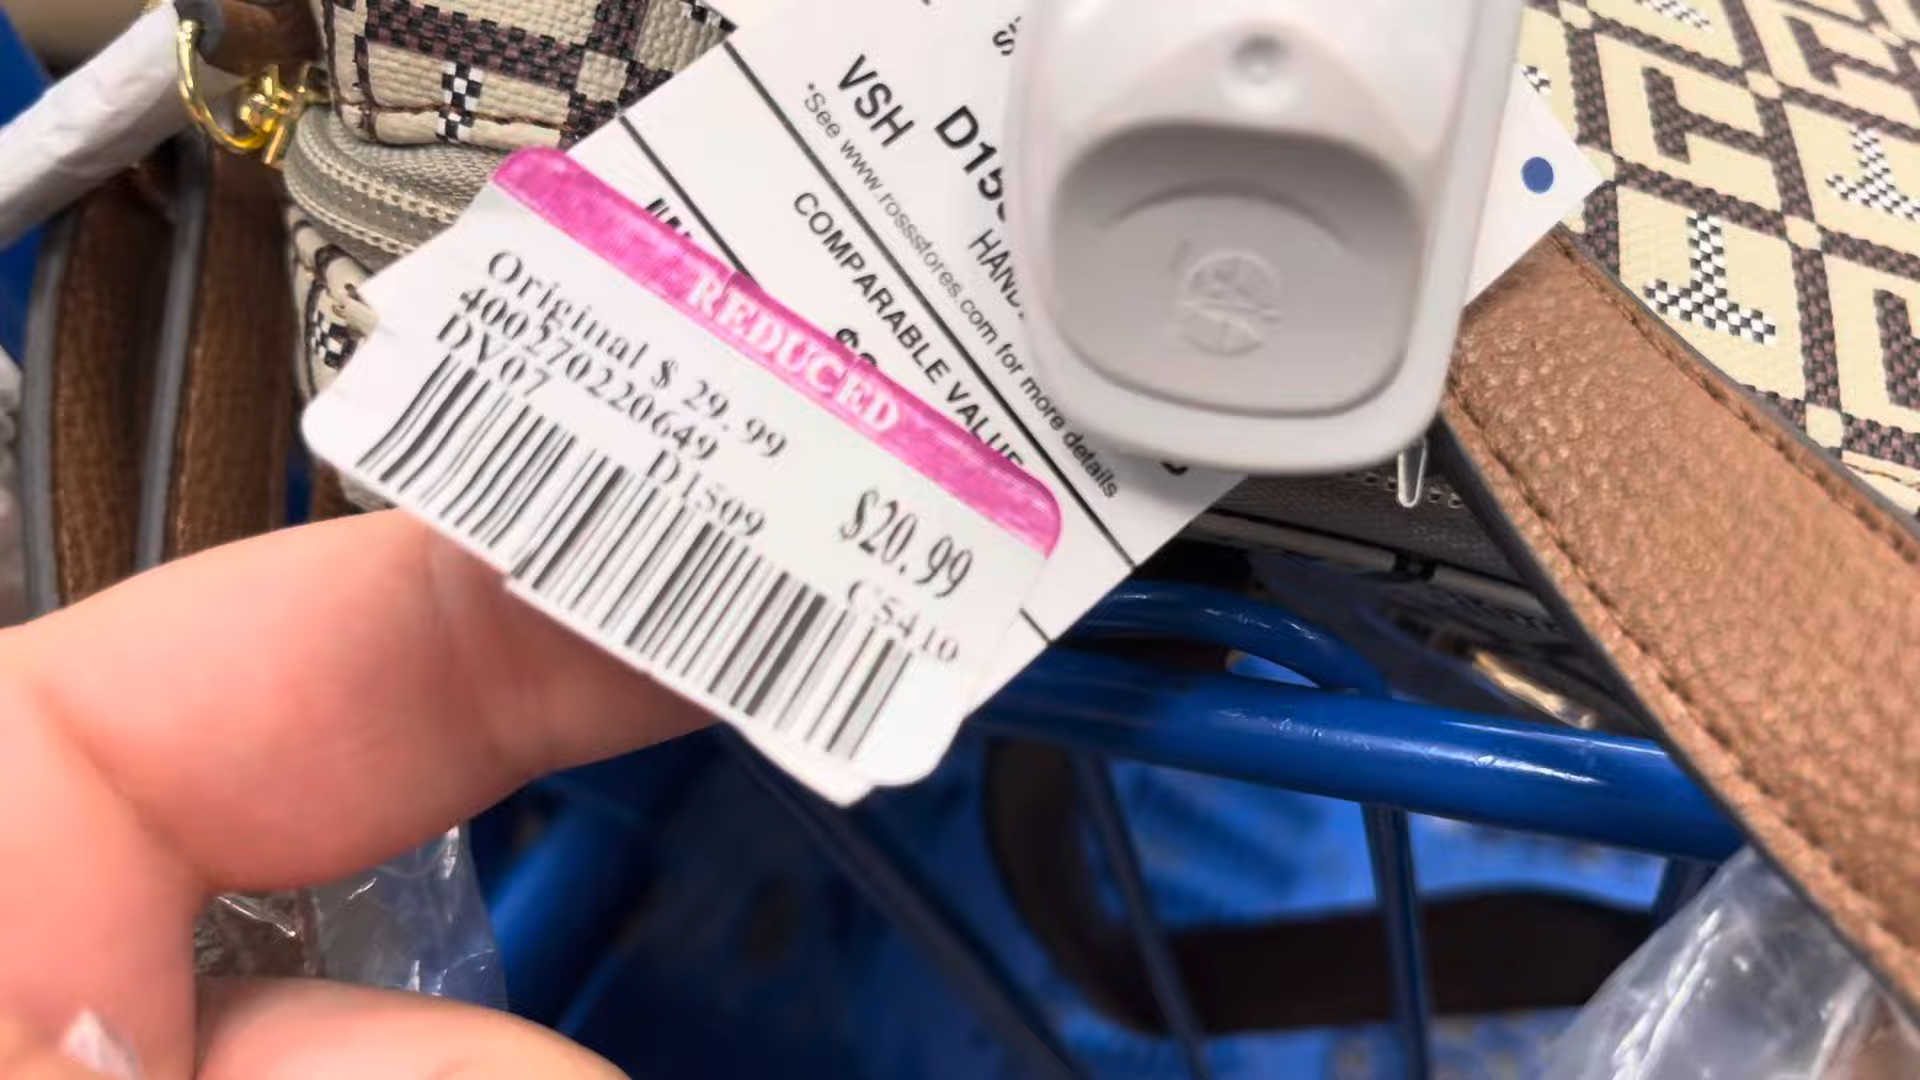 VSH
D15
*See www.rossstores.com for more details
HAND
COMPARABLE VALUE
REDUCED
Original $ 29.99
400270220649
DV07
D1509
$20.99
C5410